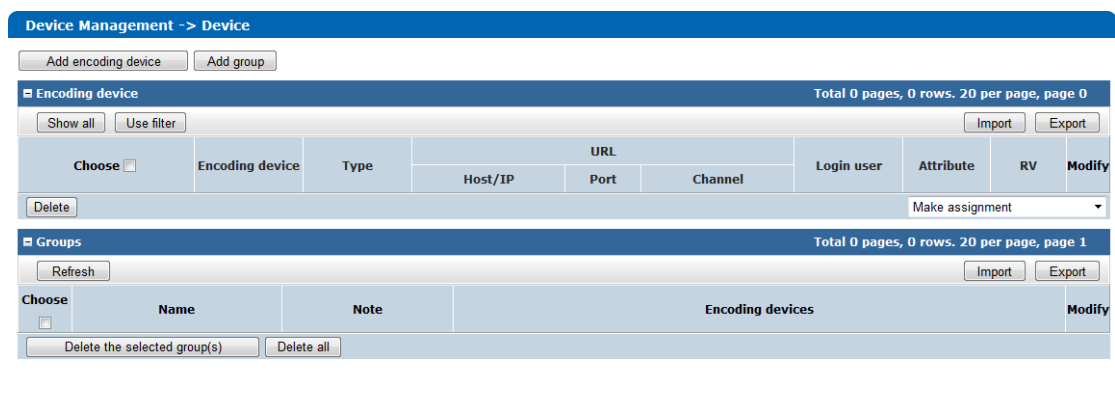 Device Management -> Device
Add encoding device Add group
Encoding device Total 0 pages, 0 rows. 20 per page, page 0
Show all Use filter Import Export
Choose Encoding device Type URL Login user Attribute RV Modify
Host/IP Port Channel
Delete Make assignment
Groups Total 0 pages, 0 rows. 20 per page, page 1
Refresh Import Export
Choose Name Note Encoding devices Modify
Delete the selected group(s) Delete all